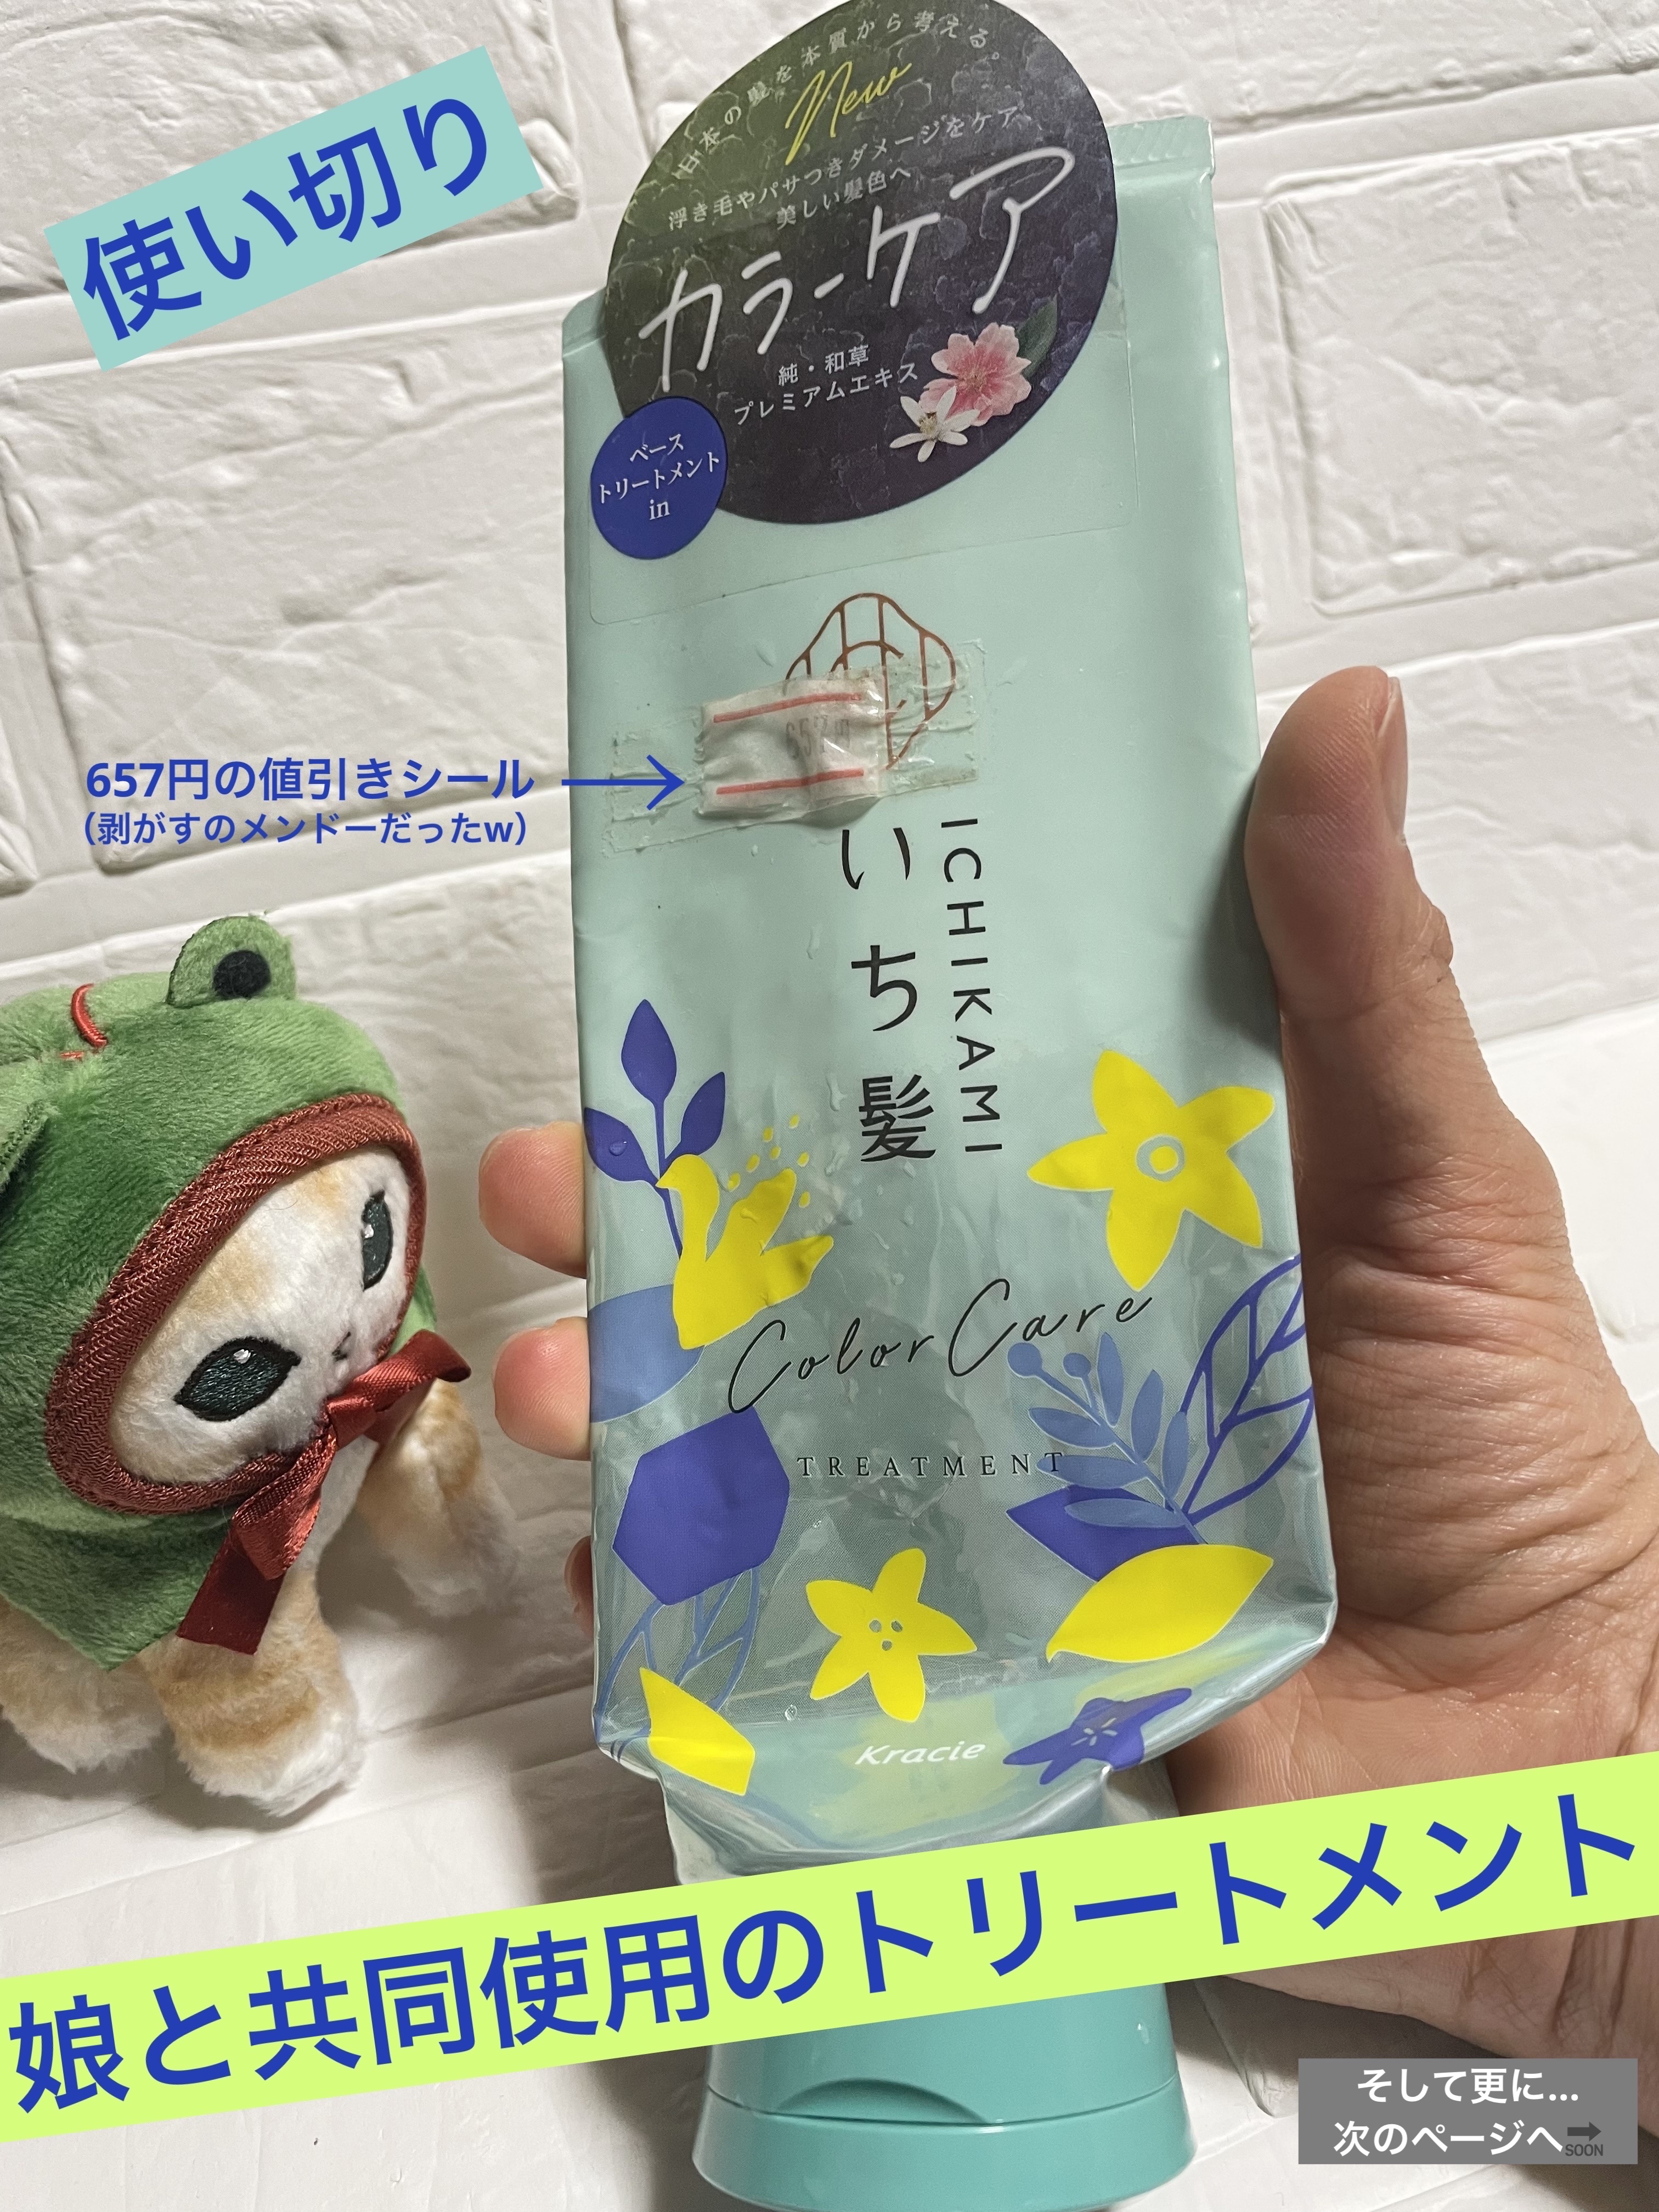 使い切り
日本の髪を本質から考える。
New
浮き毛やパサつきダメージをケア
美しい髪色へ
カラーケア
純・和草
プレミアムエキス
ベース
トリートメント
in
657円の値引きシール
(剥がすのメンドーだったw)
657円
いち髪
ICHIKAMI
Color Care
TREATMENT
Kracie
娘と共同使用のトリートメント
そして更に...
次のページへ
SOON